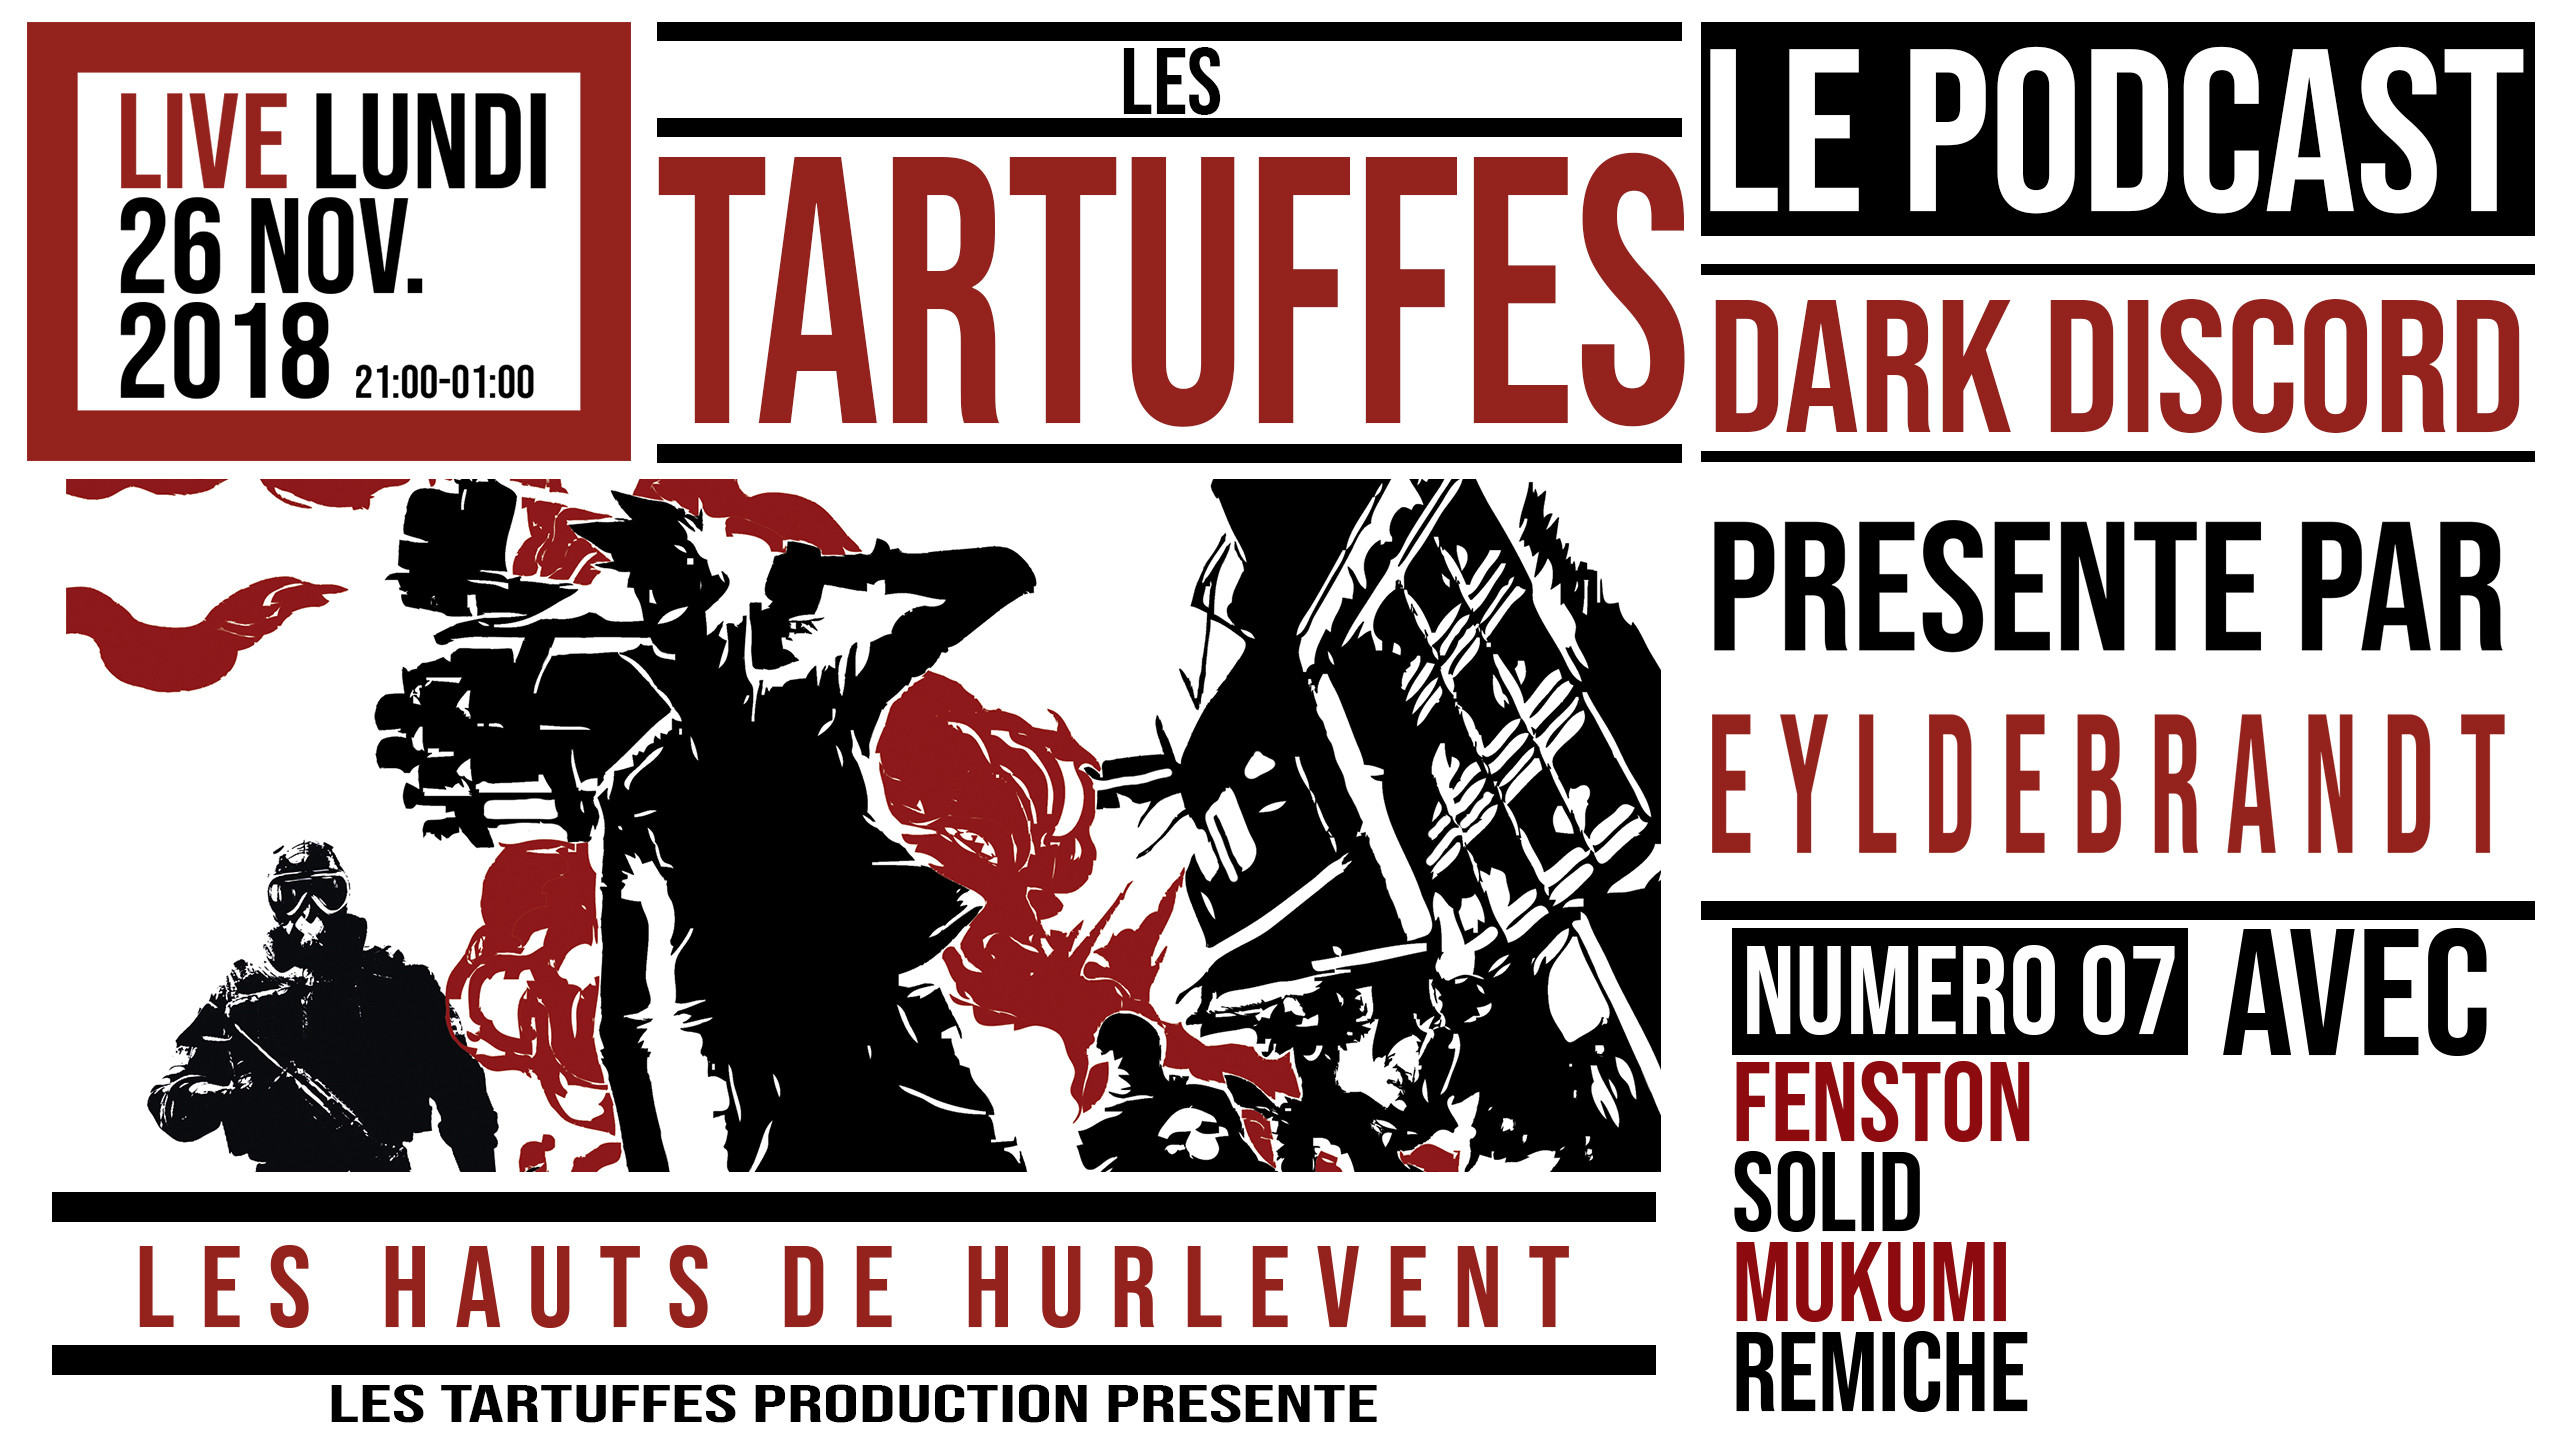 LIVE LUNDI
26 NOV.
2018 21:00-01:00
LES
TARTUFFES
LE PODCAST
DARK DISCORD
PRESENTE PAR
EYLDEBRANDT
NUMERO 07 AVEC
FENSTON
SOLID
MUKUMI
REMICHE
LES HAUTS DE HURLEVENT
LES TARTUFFES PRODUCTION PRESENTE